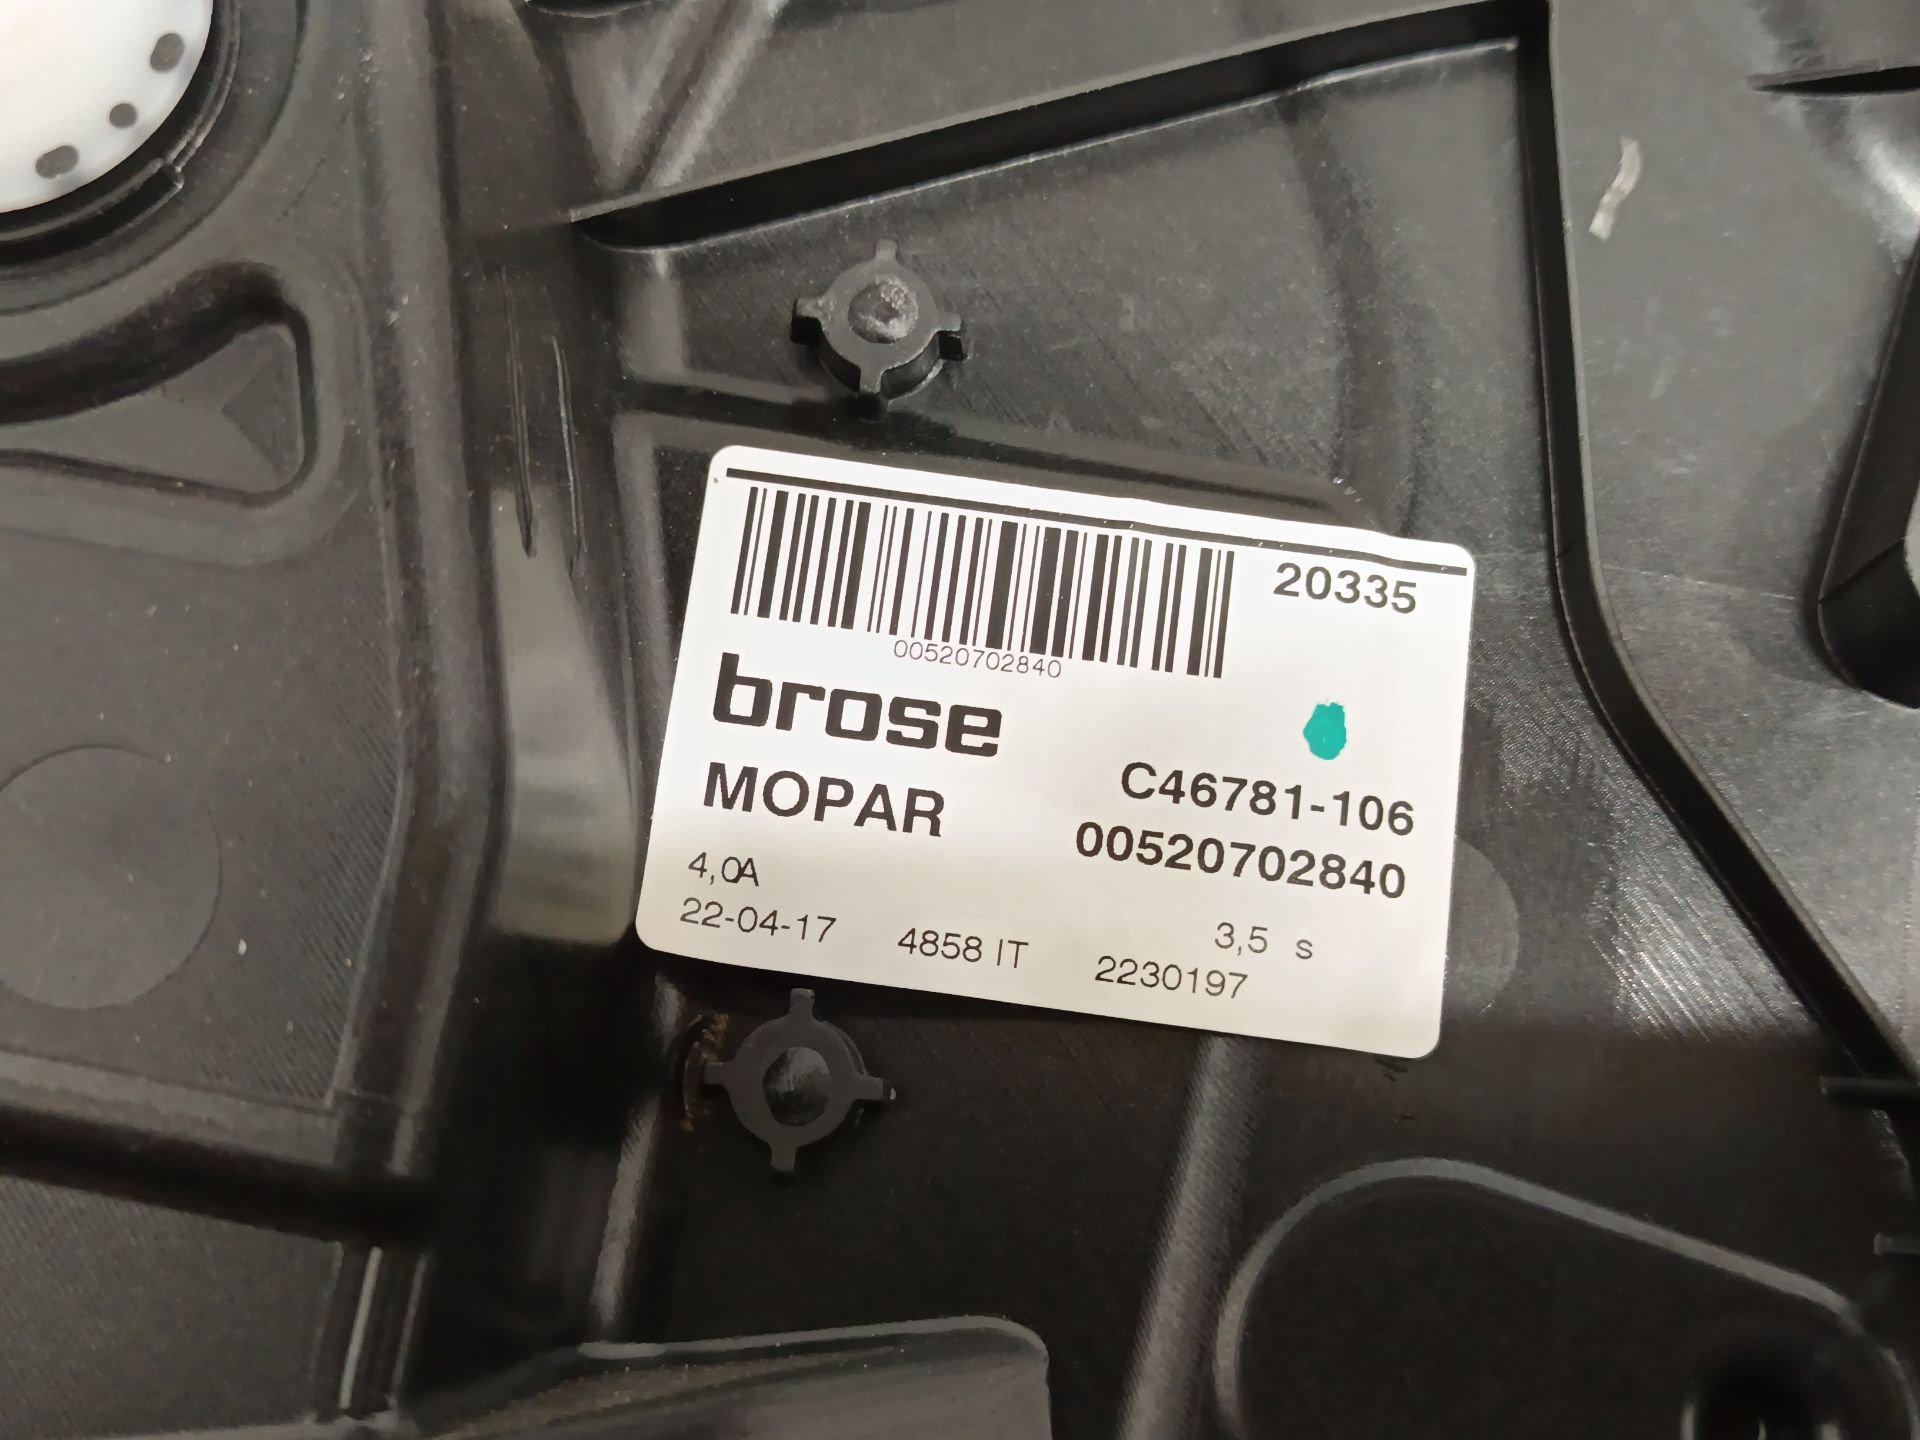 20335
00520702840
brose
C46781-106
MOPAR
00520702840
4,0A
3,5 s
22-04-17 4858 IT 2230197